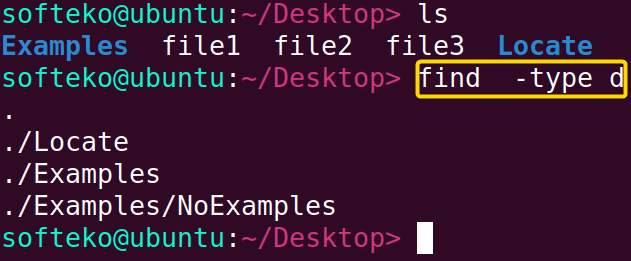 softeko@ubuntu:~/Desktop> ls
Examples  file1  file2  file3  Locate
softeko@ubuntu:~/Desktop> find  -type d
.
./Locate
./Examples
./Examples/NoExamples
softeko@ubuntu:~/Desktop>